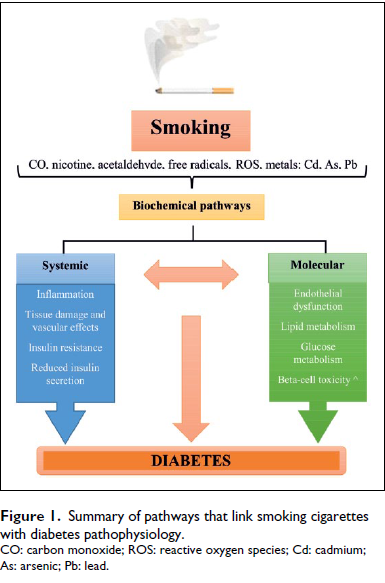 Smoking
CO, nicotine, acetaldehyde, free radicals, ROS, metals: Cd, As, Pb
Biochemical pathways
Systemic
Inflammation
Tissue damage and
vascular effects
Insulin resistance
Reduced insulin
secretion
Molecular
Endothelial
dysfunction
Lipid metabolism
Glucose
metabolism
Beta-cell toxicity ^
DIABETES
Figure 1. Summary of pathways that link smoking cigarettes
with diabetes pathophysiology.
CO: carbon monoxide; ROS: reactive oxygen species; Cd: cadmium;
As: arsenic; Pb: lead.